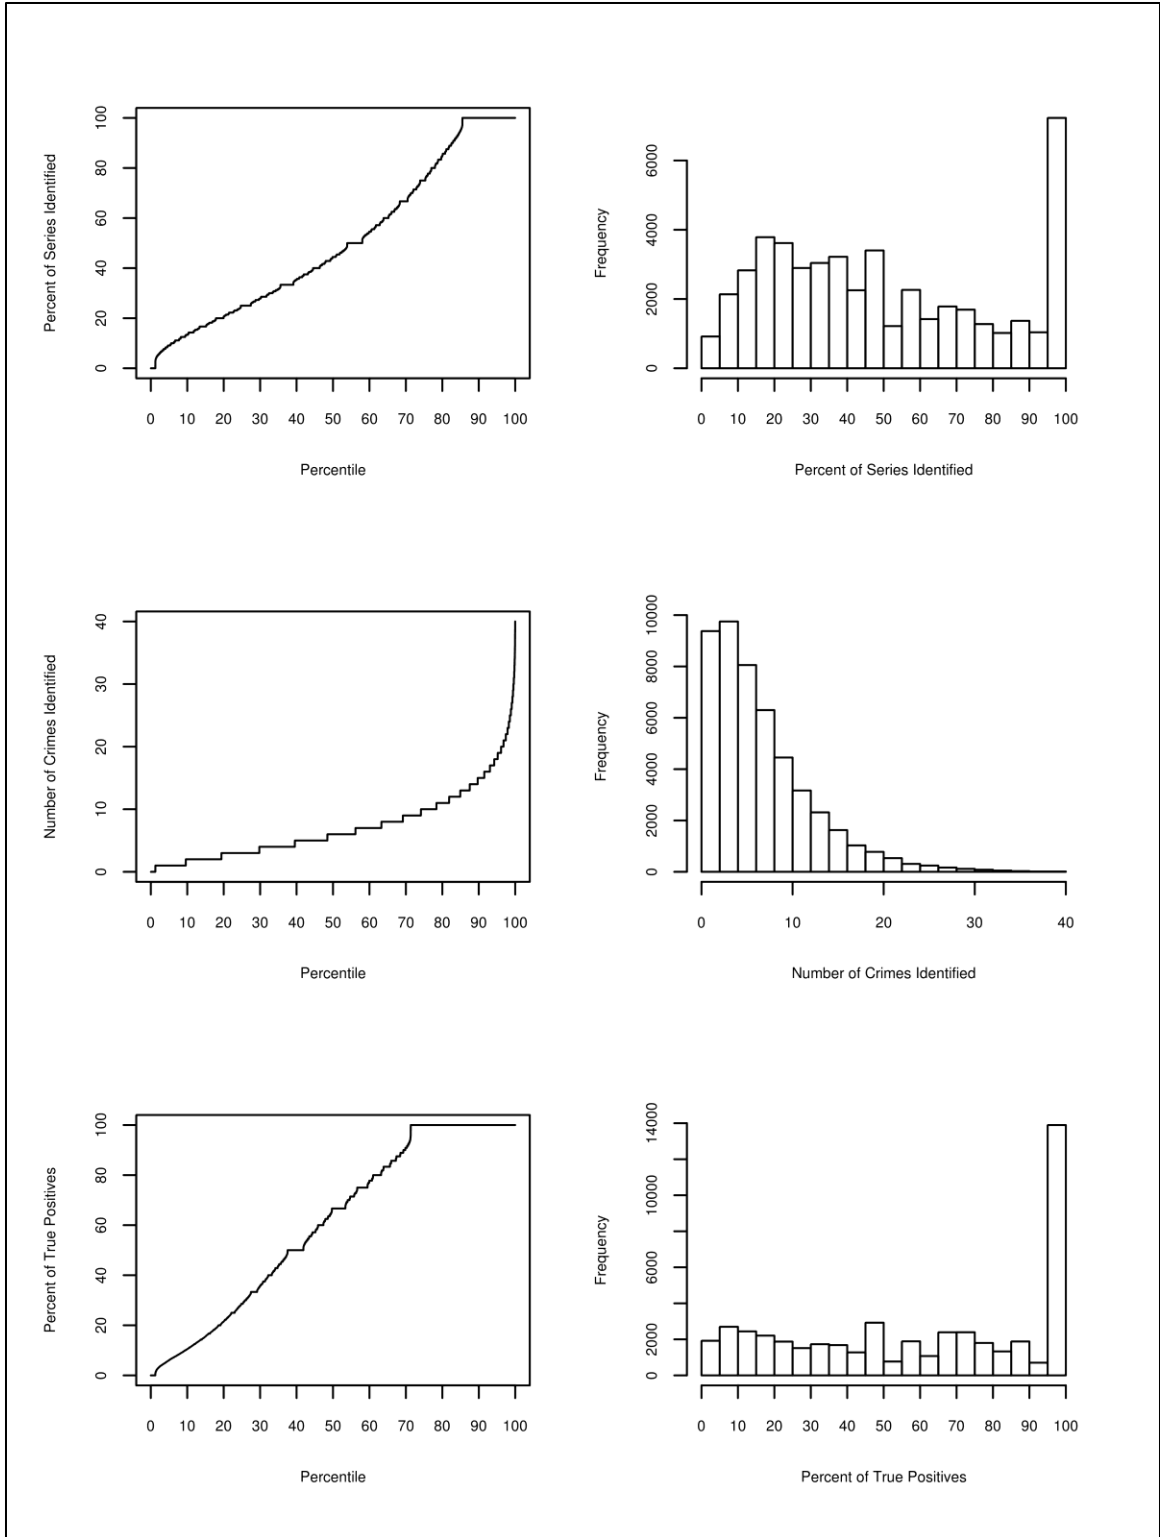 Percent of Series Identified
100
80
60
40
20
0
0 10 20 30 40 50 60 70 80 90 100
Percentile
Frequency
6000
4000
2000
0
0 10 20 30 40 50 60 70 80 90 100
Percent of Series Identified
Number of Crimes Identified
40
30
20
10
0
0 10 20 30 40 50 60 70 80 90 100
Percentile
Frequency
10000
8000
6000
4000
2000
0
0 10 20 30 40
Number of Crimes Identified
Percent of True Positives
100
80
60
40
20
0
0 10 20 30 40 50 60 70 80 90 100
Percentile
Frequency
14000
10000
6000
2000
0
0 10 20 30 40 50 60 70 80 90 100
Percent of True Positives